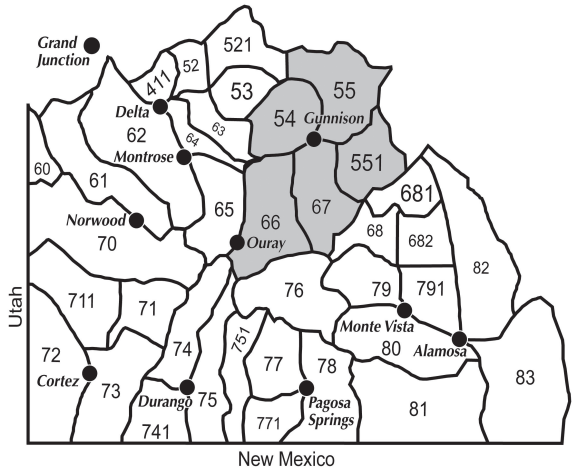 Grand
Junction
521
52
411
53
55
54
Gunnison
Delta
62
63
64
Montrose
551
60
61
65
66
67
681
Norwood
70
Ouray
68
682
82
711
71
76
79
791
Monte Vista
Utah
72
Cortez
73
74
751
77
78
80
Alamosa
83
Durango
75
Pagosa
Springs
81
741
771
New Mexico